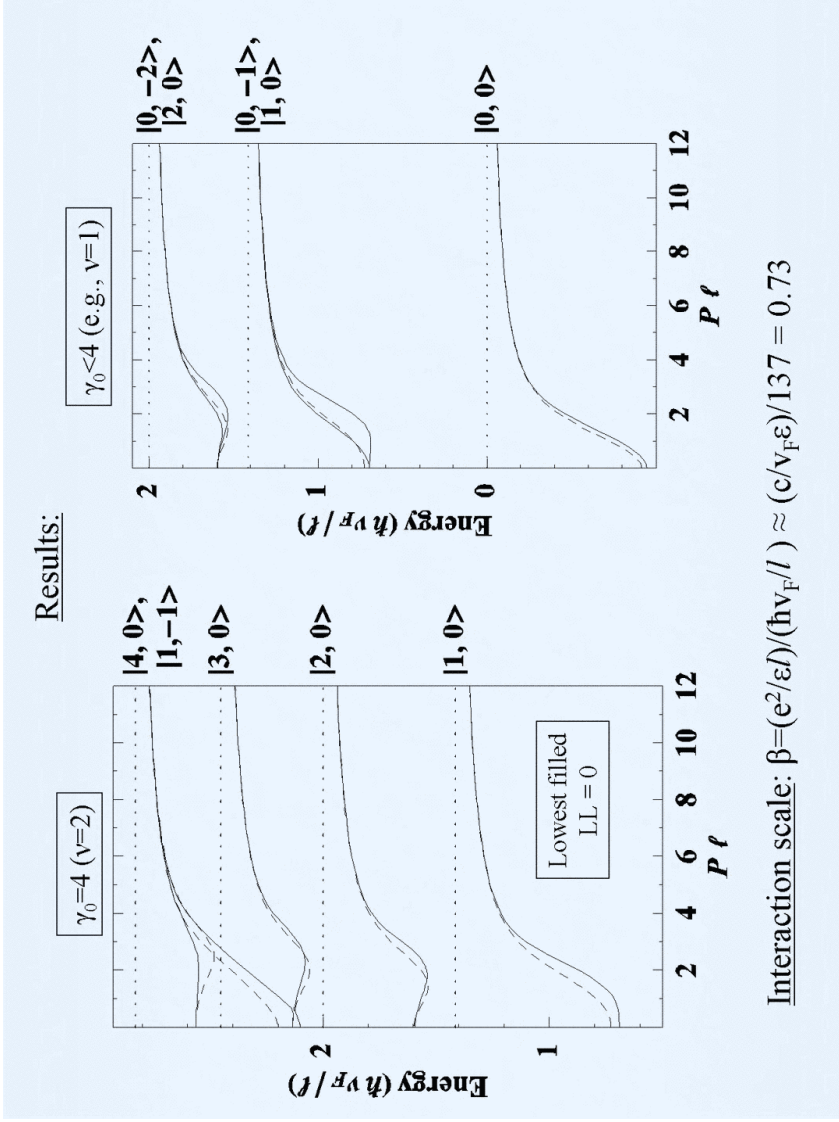 Results:
γ₀=4 (ν=2)
|4, 0>,
|1,−1>
|3, 0>
|2, 0>
|1, 0>
2
1
Energy (ℏ v_F / ℓ)
Lowest filled
LL = 0
2 4 6 8 10 12
P ℓ
γ₀<4 (e.g., ν=1)
|0, −2>,
|2, 0>
|0, −1>,
|1, 0>
|0, 0>
2
1
0
Energy (ℏ v_F / ℓ)
2 4 6 8 10 12
P ℓ
Interaction scale: β=(e²/εl)/(ħv_F/l ) ≈ (c/v_Fε)/137 = 0.73